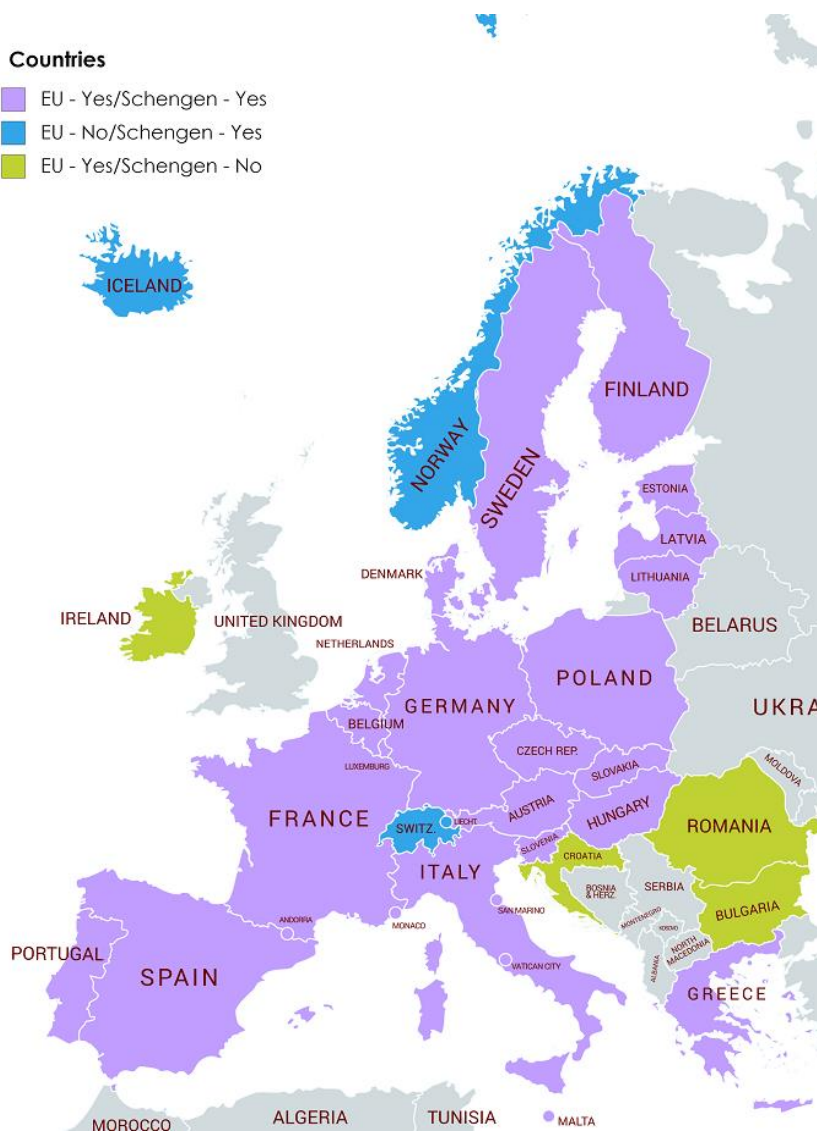 Countries
EU - Yes/Schengen - Yes
EU - No/Schengen - Yes
EU - Yes/Schengen - No
ICELAND
FINLAND
NORWAY
SWEDEN
ESTONIA
LATVIA
DENMARK
LITHUANIA
IRELAND
UNITED KINGDOM
BELARUS
NETHERLANDS
POLAND
GERMANY
UKRA
BELGIUM
CZECH REP.
LUXEMBURG
SLOVAKIA
MOLDOVA
AUSTRIA
HUNGARY
FRANCE
SWITZ.
LIECHT.
ROMANIA
SLOVENIA
CROATIA
ITALY
BOSNIA
& HERZ.
SERBIA
SAN MARINO
BULGARIA
ANDORRA
MONACO
MONTENEGRO
KOSOVO
PORTUGAL
NORTH
MACEDONIA
SPAIN
VATICAN CITY
ALBANIA
GREECE
MOROCCO
ALGERIA
TUNISIA
MALTA